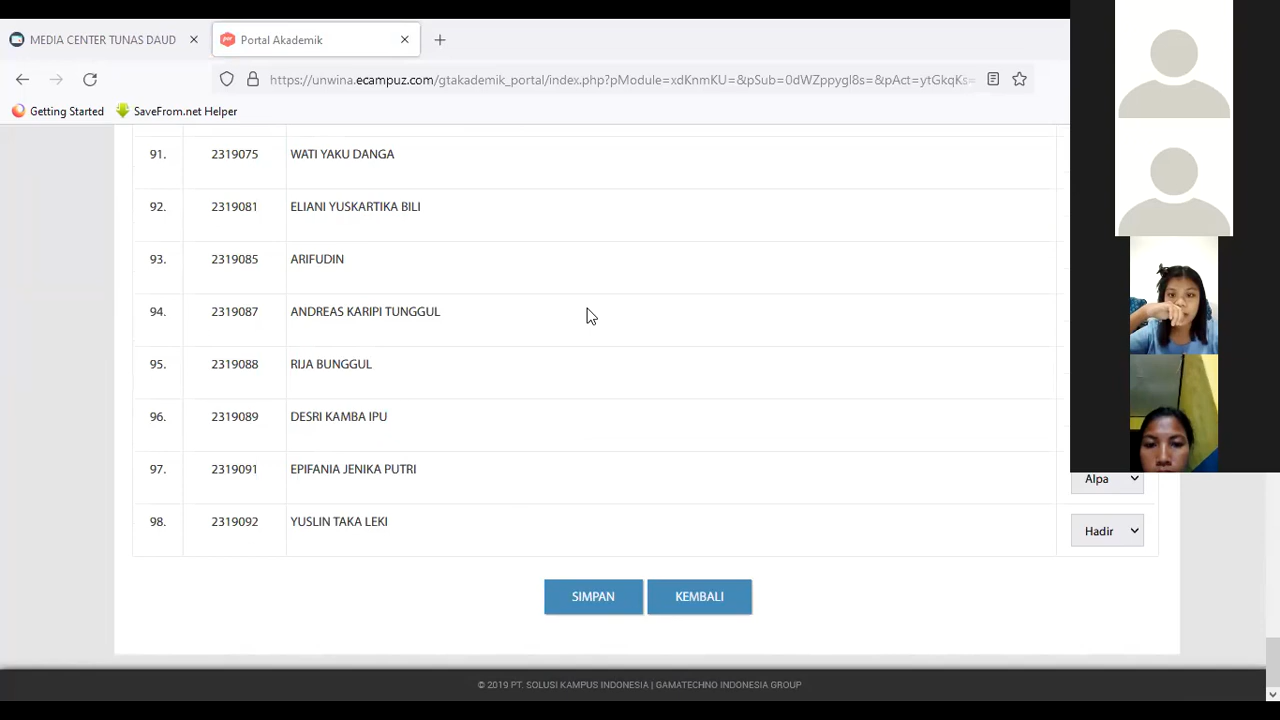 MEDIA CENTER TUNAS DAUD
Portal Akademik
https://unwina.ecampuz.com/gtakademik_portal/index.php?pModule=xdKnmKU=&pSub=0dWZppygl8s=&pAct=ytGkqKs=
Getting Started
SaveFrom.net Helper
91. 2319075 WATI YAKU DANGA
92. 2319081 ELIANI YUSKARTIKA BILI
93. 2319085 ARIFUDIN
94. 2319087 ANDREAS KARIPI TUNGGUL
95. 2319088 RIJA BUNGGUL
96. 2319089 DESRI KAMBA IPU
97. 2319091 EPIFANIA JENIKA PUTRI Alpa
98. 2319092 YUSLIN TAKA LEKI Hadir
SIMPAN KEMBALI
© 2019 PT. SOLUSI KAMPUS INDONESIA | GAMATECHNO INDONESIA GROUP